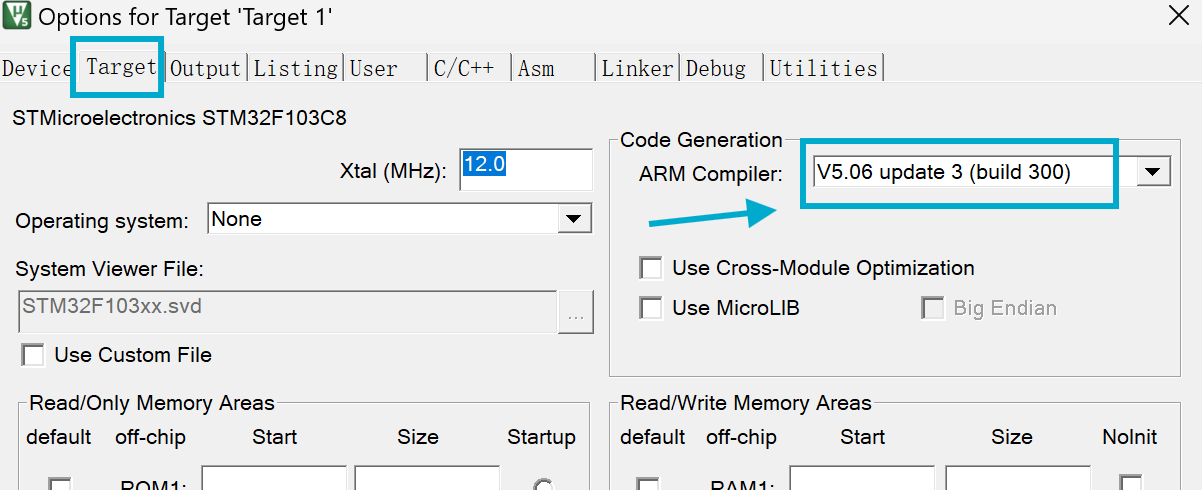 Options for Target 'Target 1'
Device Target Output Listing User C/C++ Asm Linker Debug Utilities
STMicroelectronics STM32F103C8
Xtal (MHz): 12.0
Operating system: None
System Viewer File:
STM32F103xx.svd ...
Use Custom File
Code Generation
ARM Compiler: V5.06 update 3 (build 300)
Use Cross-Module Optimization
Use MicroLIB Big Endian
Read/Only Memory Areas
default off-chip Start Size Startup
ROM1:
Read/Write Memory Areas
default off-chip Start Size NoInit
RAM1: